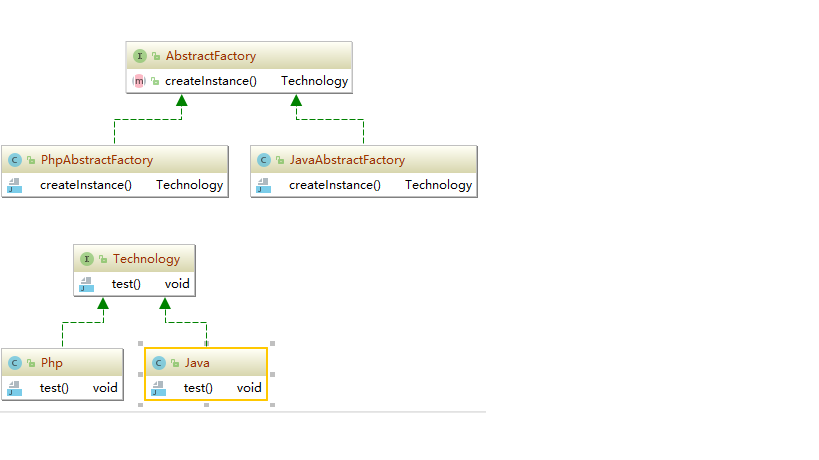 I AbstractFactory
m createInstance() Technology
C PhpAbstractFactory
J createInstance() Technology
C JavaAbstractFactory
J createInstance() Technology
I Technology
J test() void
C Php
J test() void
C Java
J test() void